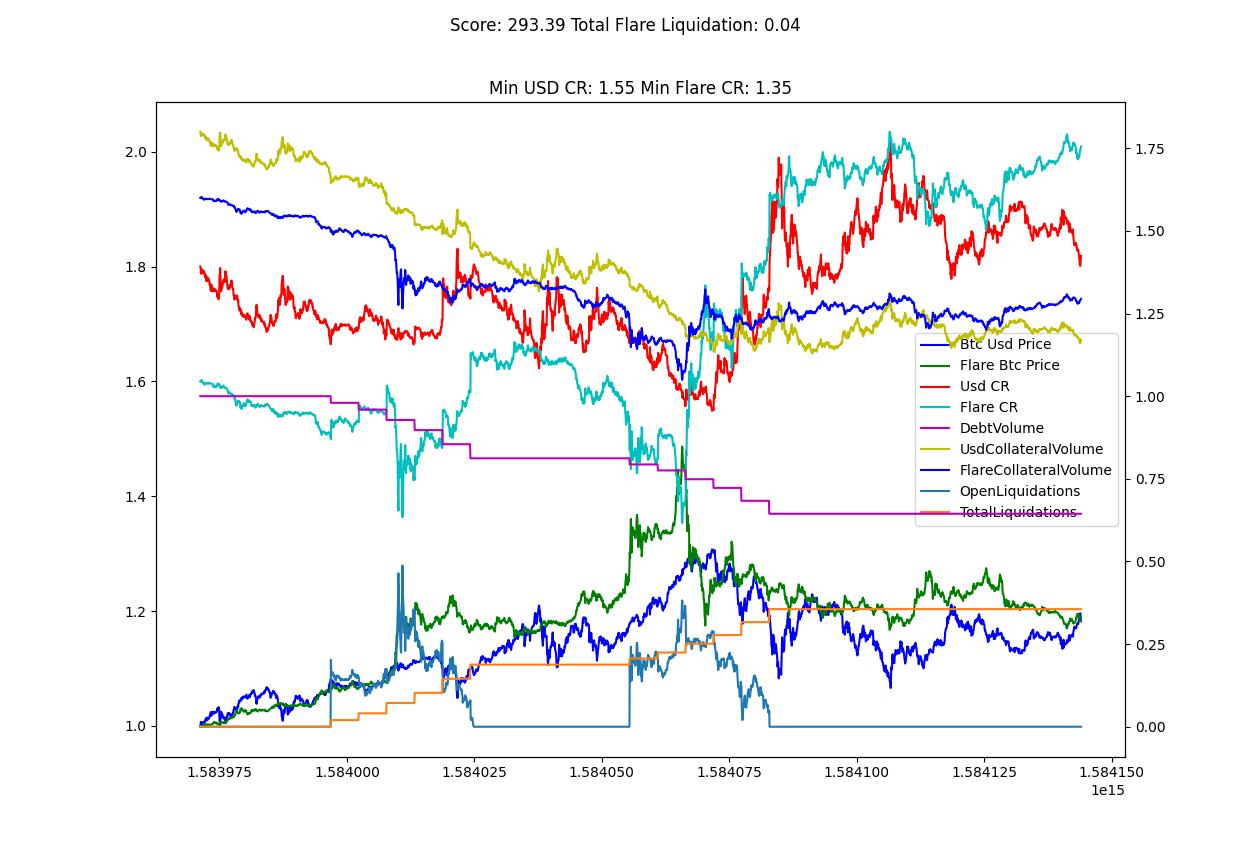 Score: 293.39 Total Flare Liquidation: 0.04
Min USD CR: 1.55 Min Flare CR: 1.35
2.0
1.8
1.6
1.4
1.2
1.0
1.75
1.50
1.25
1.00
0.75
0.50
0.25
0.00
Btc Usd Price
Flare Btc Price
Usd CR
Flare CR
DebtVolume
UsdCollateralVolume
FlareCollateralVolume
OpenLiquidations
TotalLiquidations
1.583975 1.584000 1.584025 1.584050 1.584075 1.584100 1.584125 1.584150
1e15